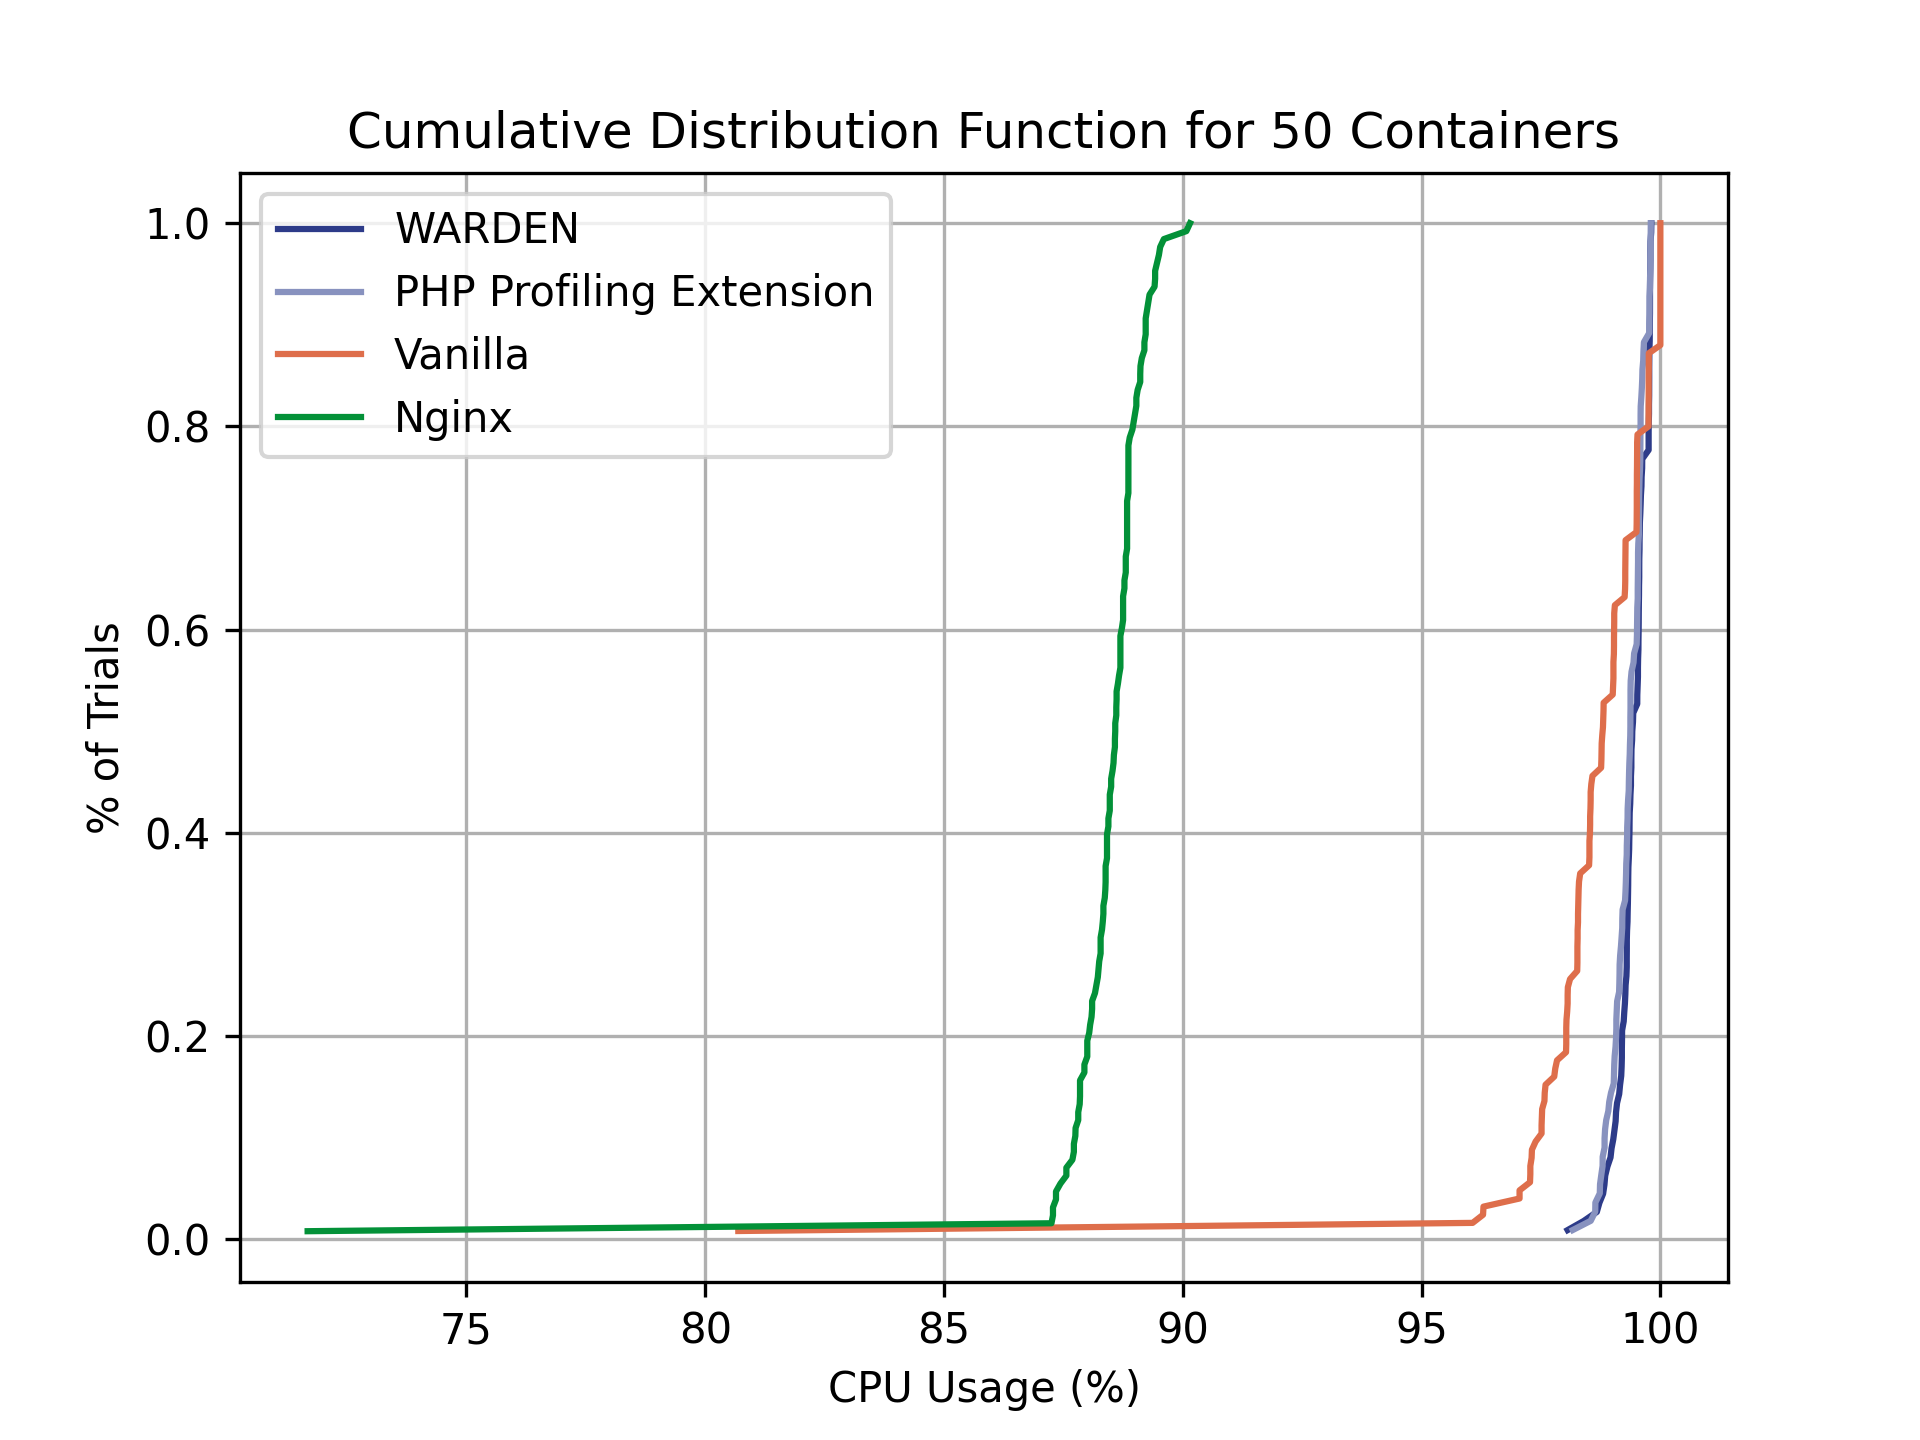 Cumulative Distribution Function for 50 Containers
WARDEN
PHP Profiling Extension
Vanilla
Nginx
1.0
0.8
0.6
0.4
0.2
0.0
% of Trials
75 80 85 90 95 100
CPU Usage (%)